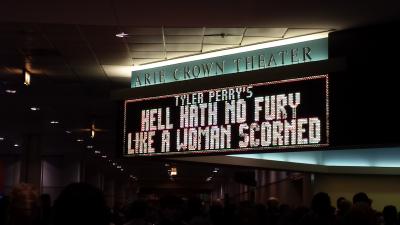 ARIE CROWN THEATER
TYLER PERRY'S
HELL HATH NO FURY
LIKE A WOMAN SCORNED